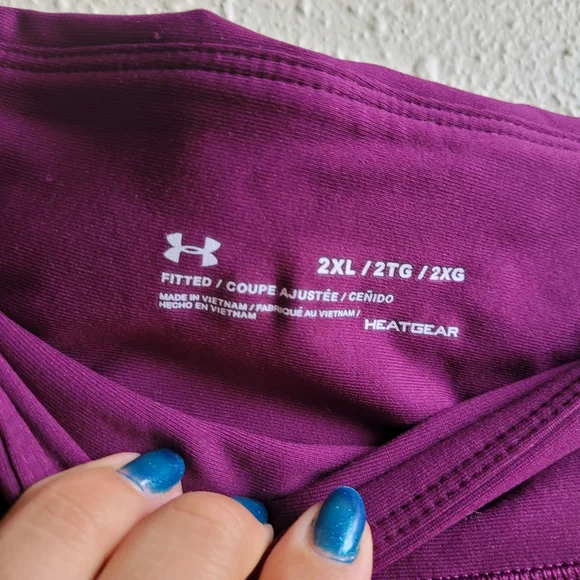 2XL / 2TG / 2XG
FITTED / COUPE AJUSTÉE / CEÑIDO
MADE IN VIETNAM / FABRIQUÉ AU VIETNAM /
HECHO EN VIETNAM
HEATGEAR